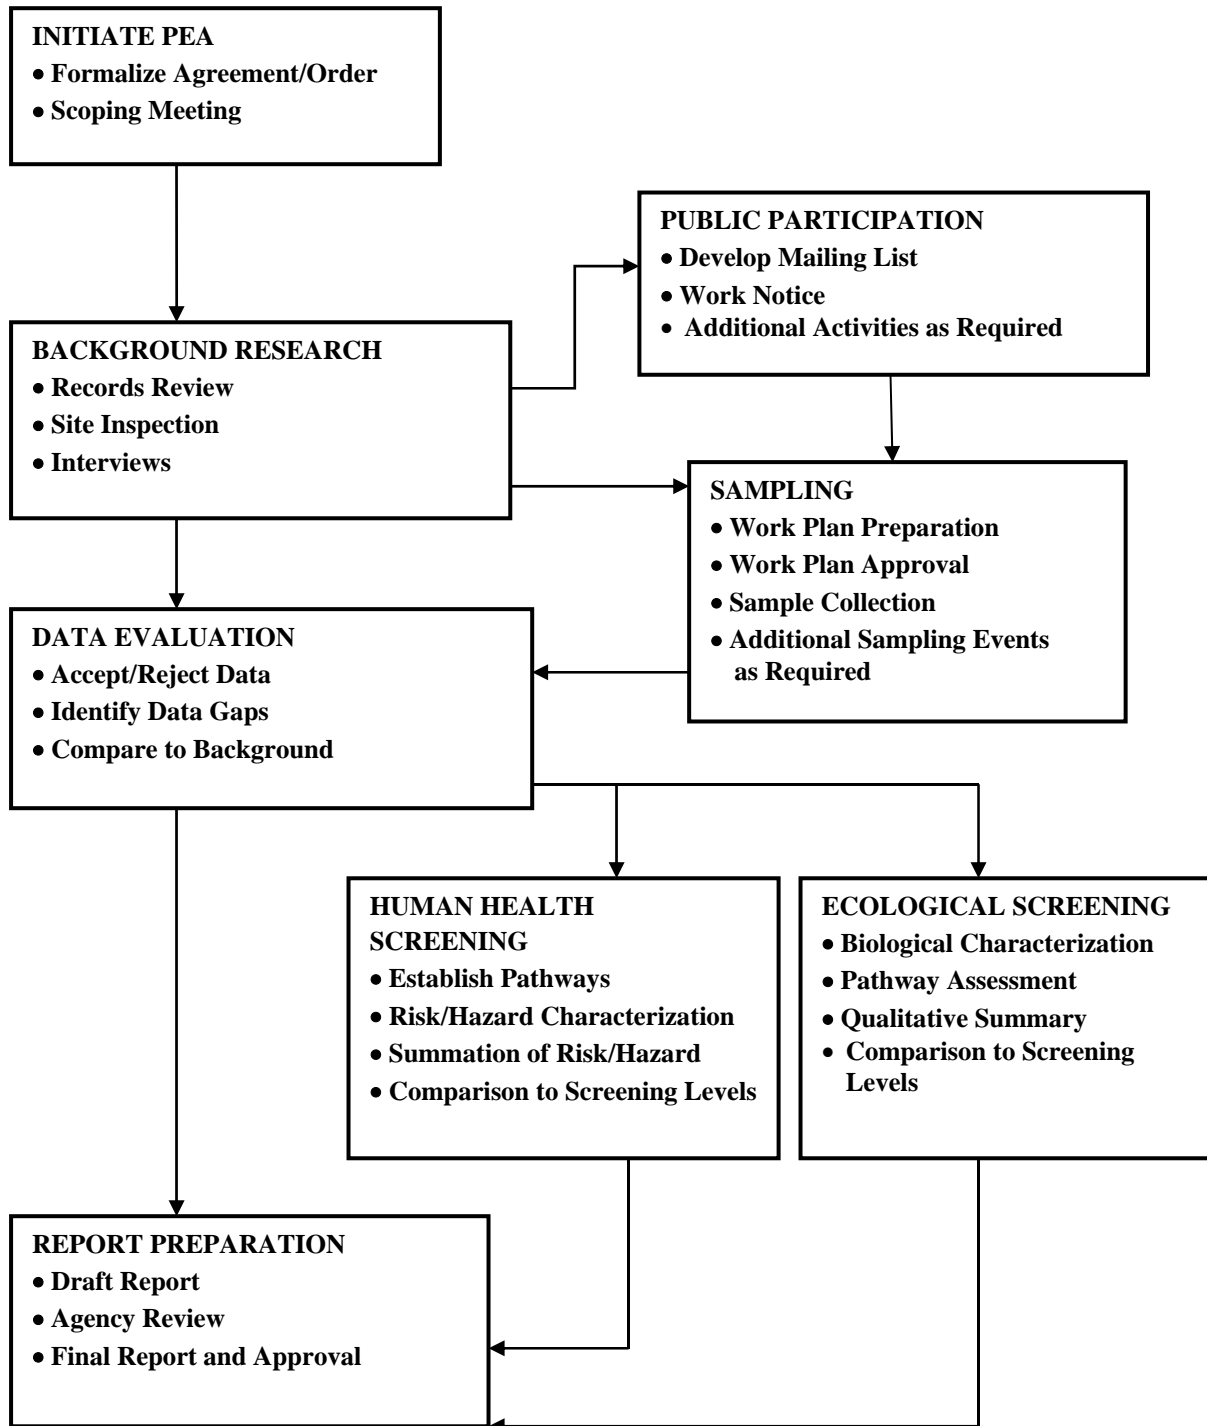 INITIATE PEA
• Formalize Agreement/Order
• Scoping Meeting
PUBLIC PARTICIPATION
• Develop Mailing List
• Work Notice
• Additional Activities as Required
BACKGROUND RESEARCH
• Records Review
• Site Inspection
• Interviews
SAMPLING
• Work Plan Preparation
• Work Plan Approval
• Sample Collection
• Additional Sampling Events
as Required
DATA EVALUATION
• Accept/Reject Data
• Identify Data Gaps
• Compare to Background
HUMAN HEALTH
SCREENING
• Establish Pathways
• Risk/Hazard Characterization
• Summation of Risk/Hazard
• Comparison to Screening Levels
ECOLOGICAL SCREENING
• Biological Characterization
• Pathway Assessment
• Qualitative Summary
• Comparison to Screening
Levels
REPORT PREPARATION
• Draft Report
• Agency Review
• Final Report and Approval